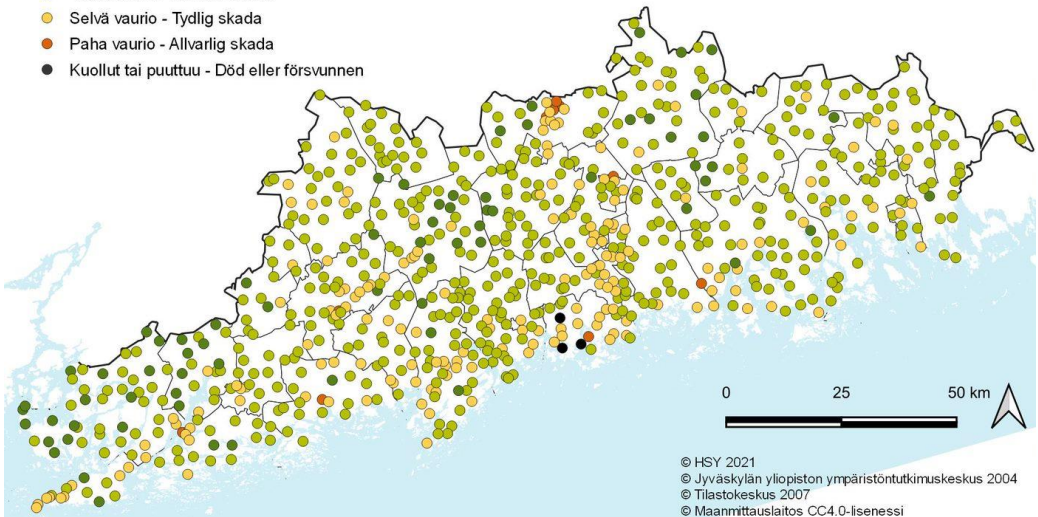 Selvä vaurio - Tydlig skada
Paha vaurio - Allvarlig skada
Kuollut tai puuttuu - Död eller försvunnen
0 25 50 km
© HSY 2021
© Jyväskylän yliopiston ympäristöntutkimuskeskus 2004
© Tilastokeskus 2007
© Maanmittauslaitos CC4.0-lisenessi